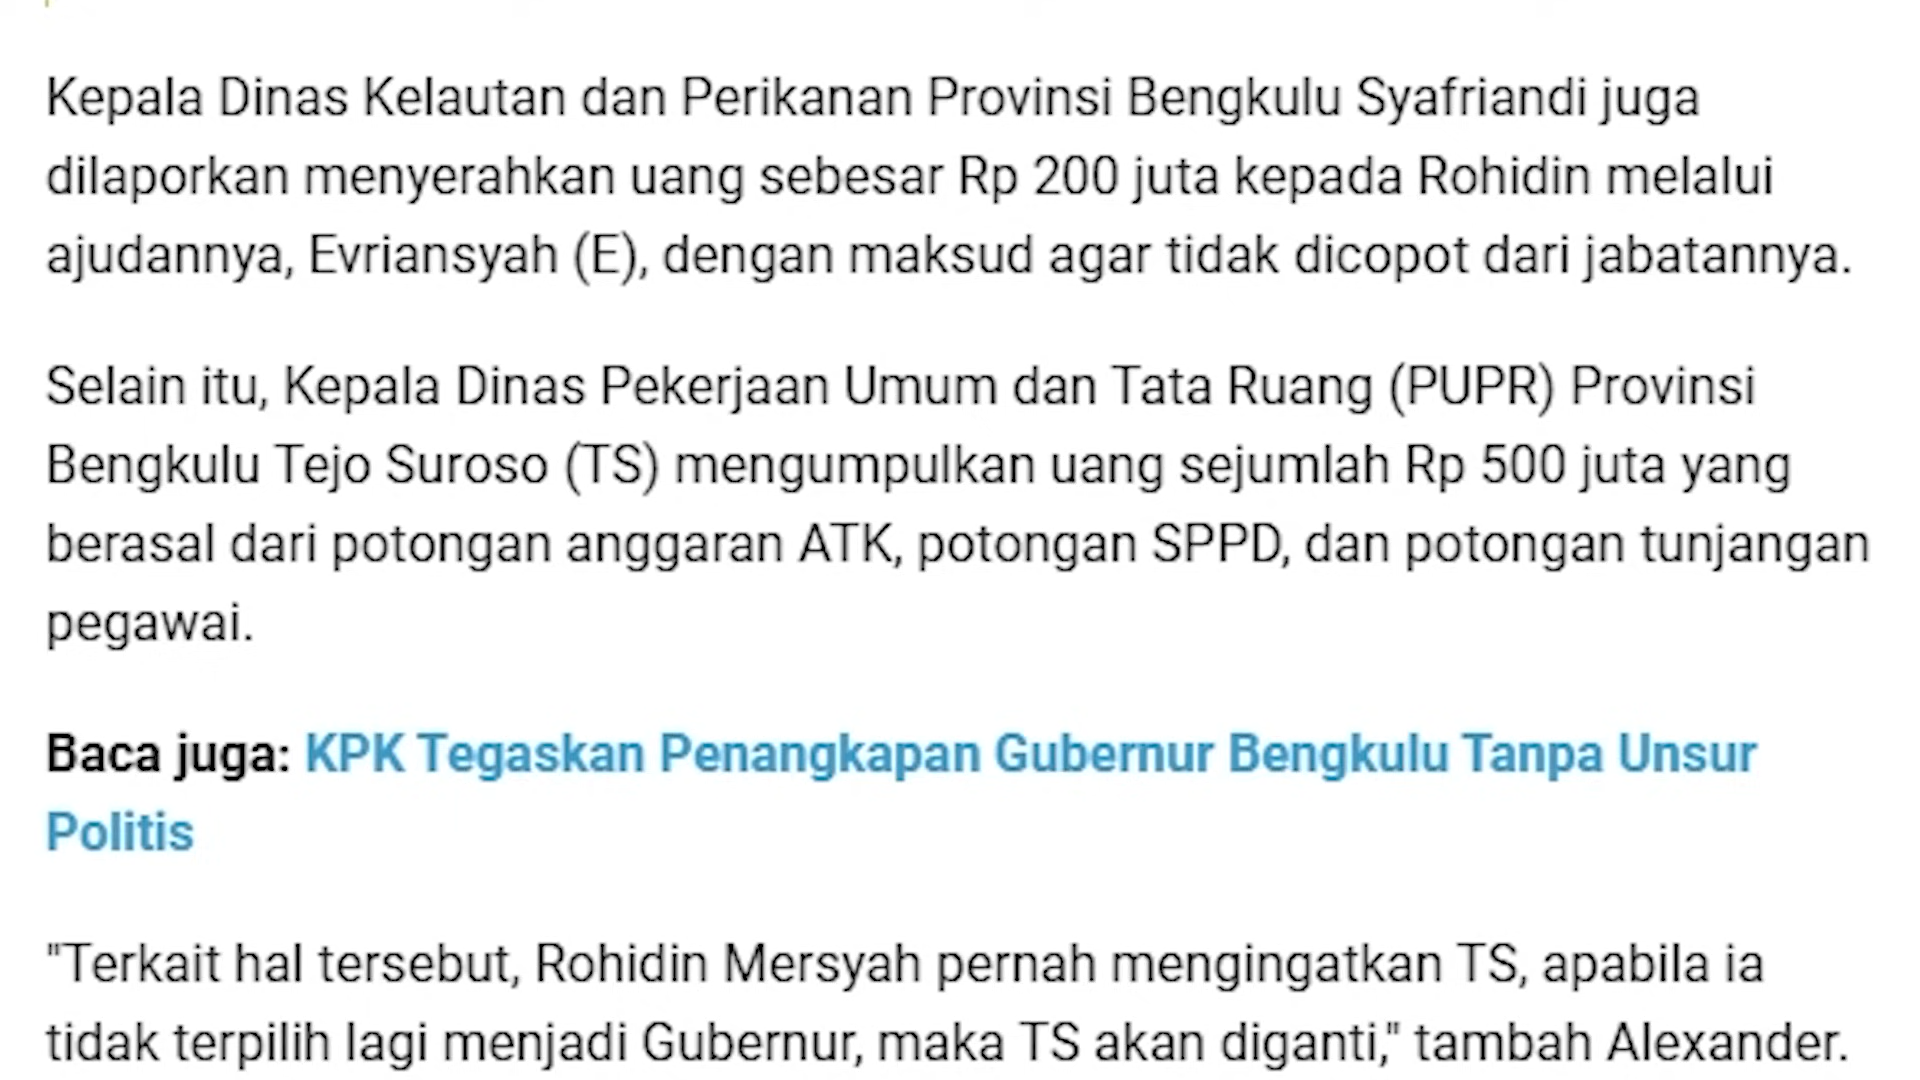 Kepala Dinas Kelautan dan Perikanan Provinsi Bengkulu Syafriandi juga
dilaporkan menyerahkan uang sebesar Rp 200 juta kepada Rohidin melalui
ajudannya, Evriansyah (E), dengan maksud agar tidak dicopot dari jabatannya.
Selain itu, Kepala Dinas Pekerjaan Umum dan Tata Ruang (PUPR) Provinsi
Bengkulu Tejo Suroso (TS) mengumpulkan uang sejumlah Rp 500 juta yang
berasal dari potongan anggaran ATK, potongan SPPD, dan potongan tunjangan
pegawai.
Baca juga: KPK Tegaskan Penangkapan Gubernur Bengkulu Tanpa Unsur
Politis
"Terkait hal tersebut, Rohidin Mersyah pernah mengingatkan TS, apabila ia
tidak terpilih lagi menjadi Gubernur, maka TS akan diganti," tambah Alexander.